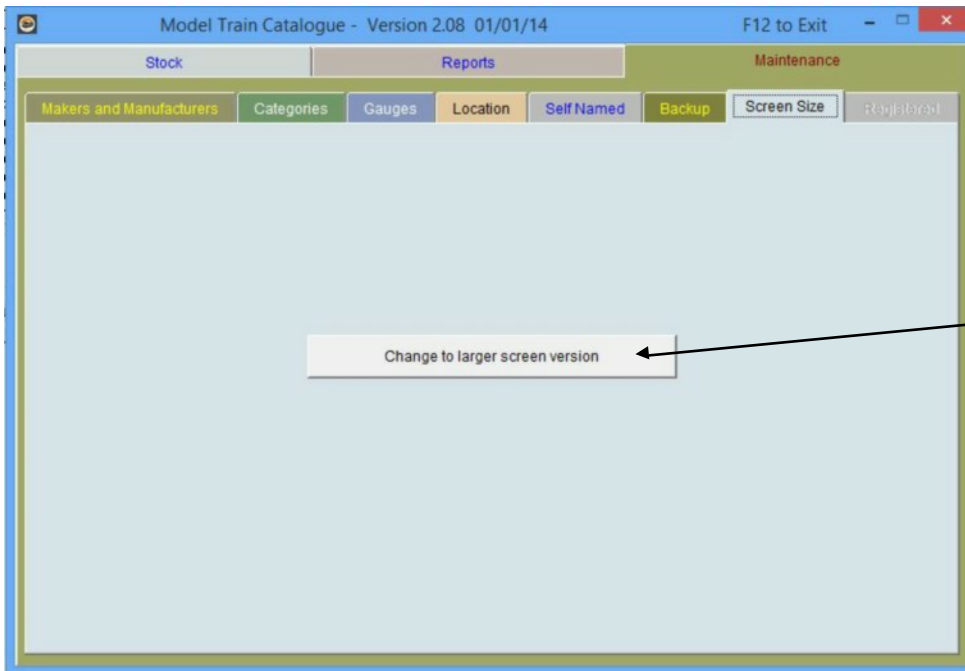 Model Train Catalogue - Version 2.08 01/01/14 F12 to Exit
Stock Reports Maintenance
Makers and Manufacturers Categories Gauges Location Self Named Backup Screen Size Registered
Change to larger screen version